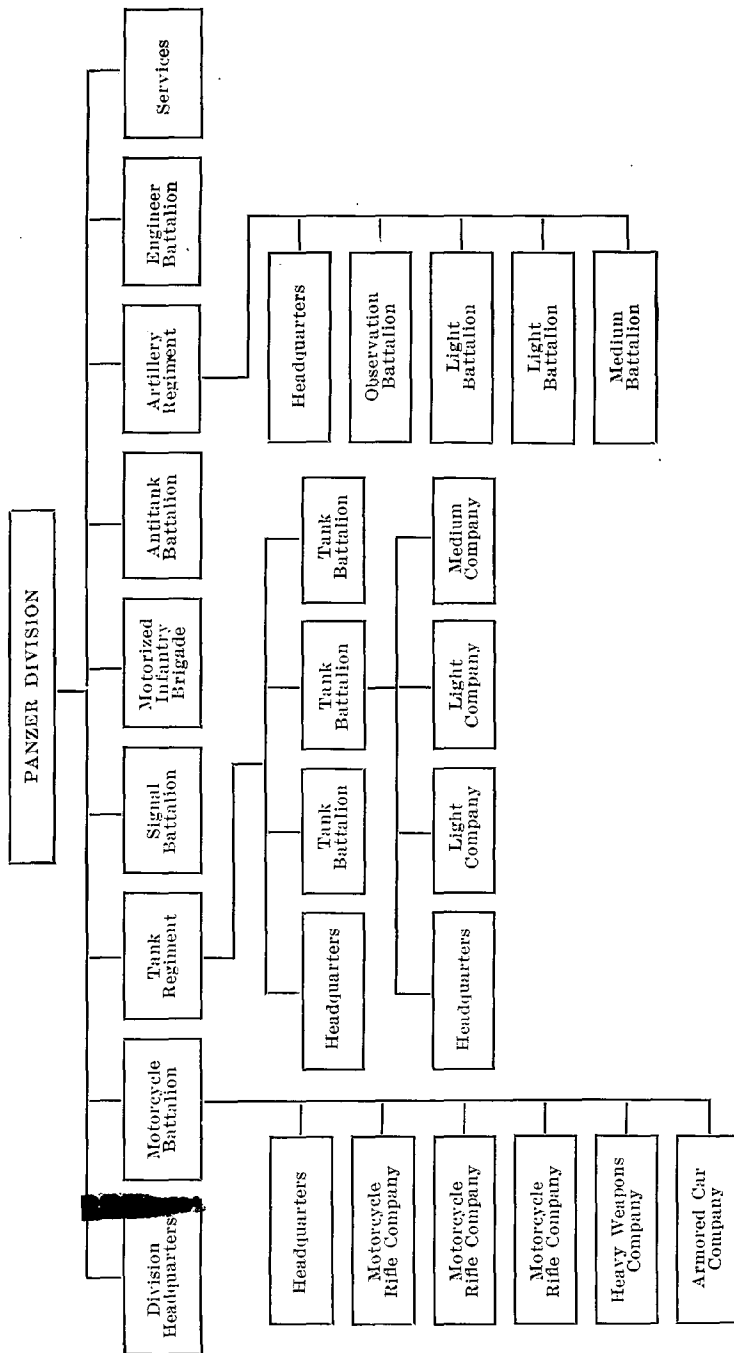 PANZER DIVISION
Division
Headquarters
Motorcycle
Battalion
Tank
Regiment
Signal
Battalion
Motorized
Infantry
Brigade
Antitank
Battalion
Artillery
Regiment
Engineer
Battalion
Services
Headquarters
Motorcycle
Rifle Company
Motorcycle
Rifle Company
Motorcycle
Rifle Company
Heavy Weapons
Company
Armored Car
Company
Headquarters
Tank
Battalion
Tank
Battalion
Tank
Battalion
Headquarters
Light
Company
Light
Company
Medium
Company
Headquarters
Observation
Battalion
Light
Battalion
Light
Battalion
Medium
Battalion